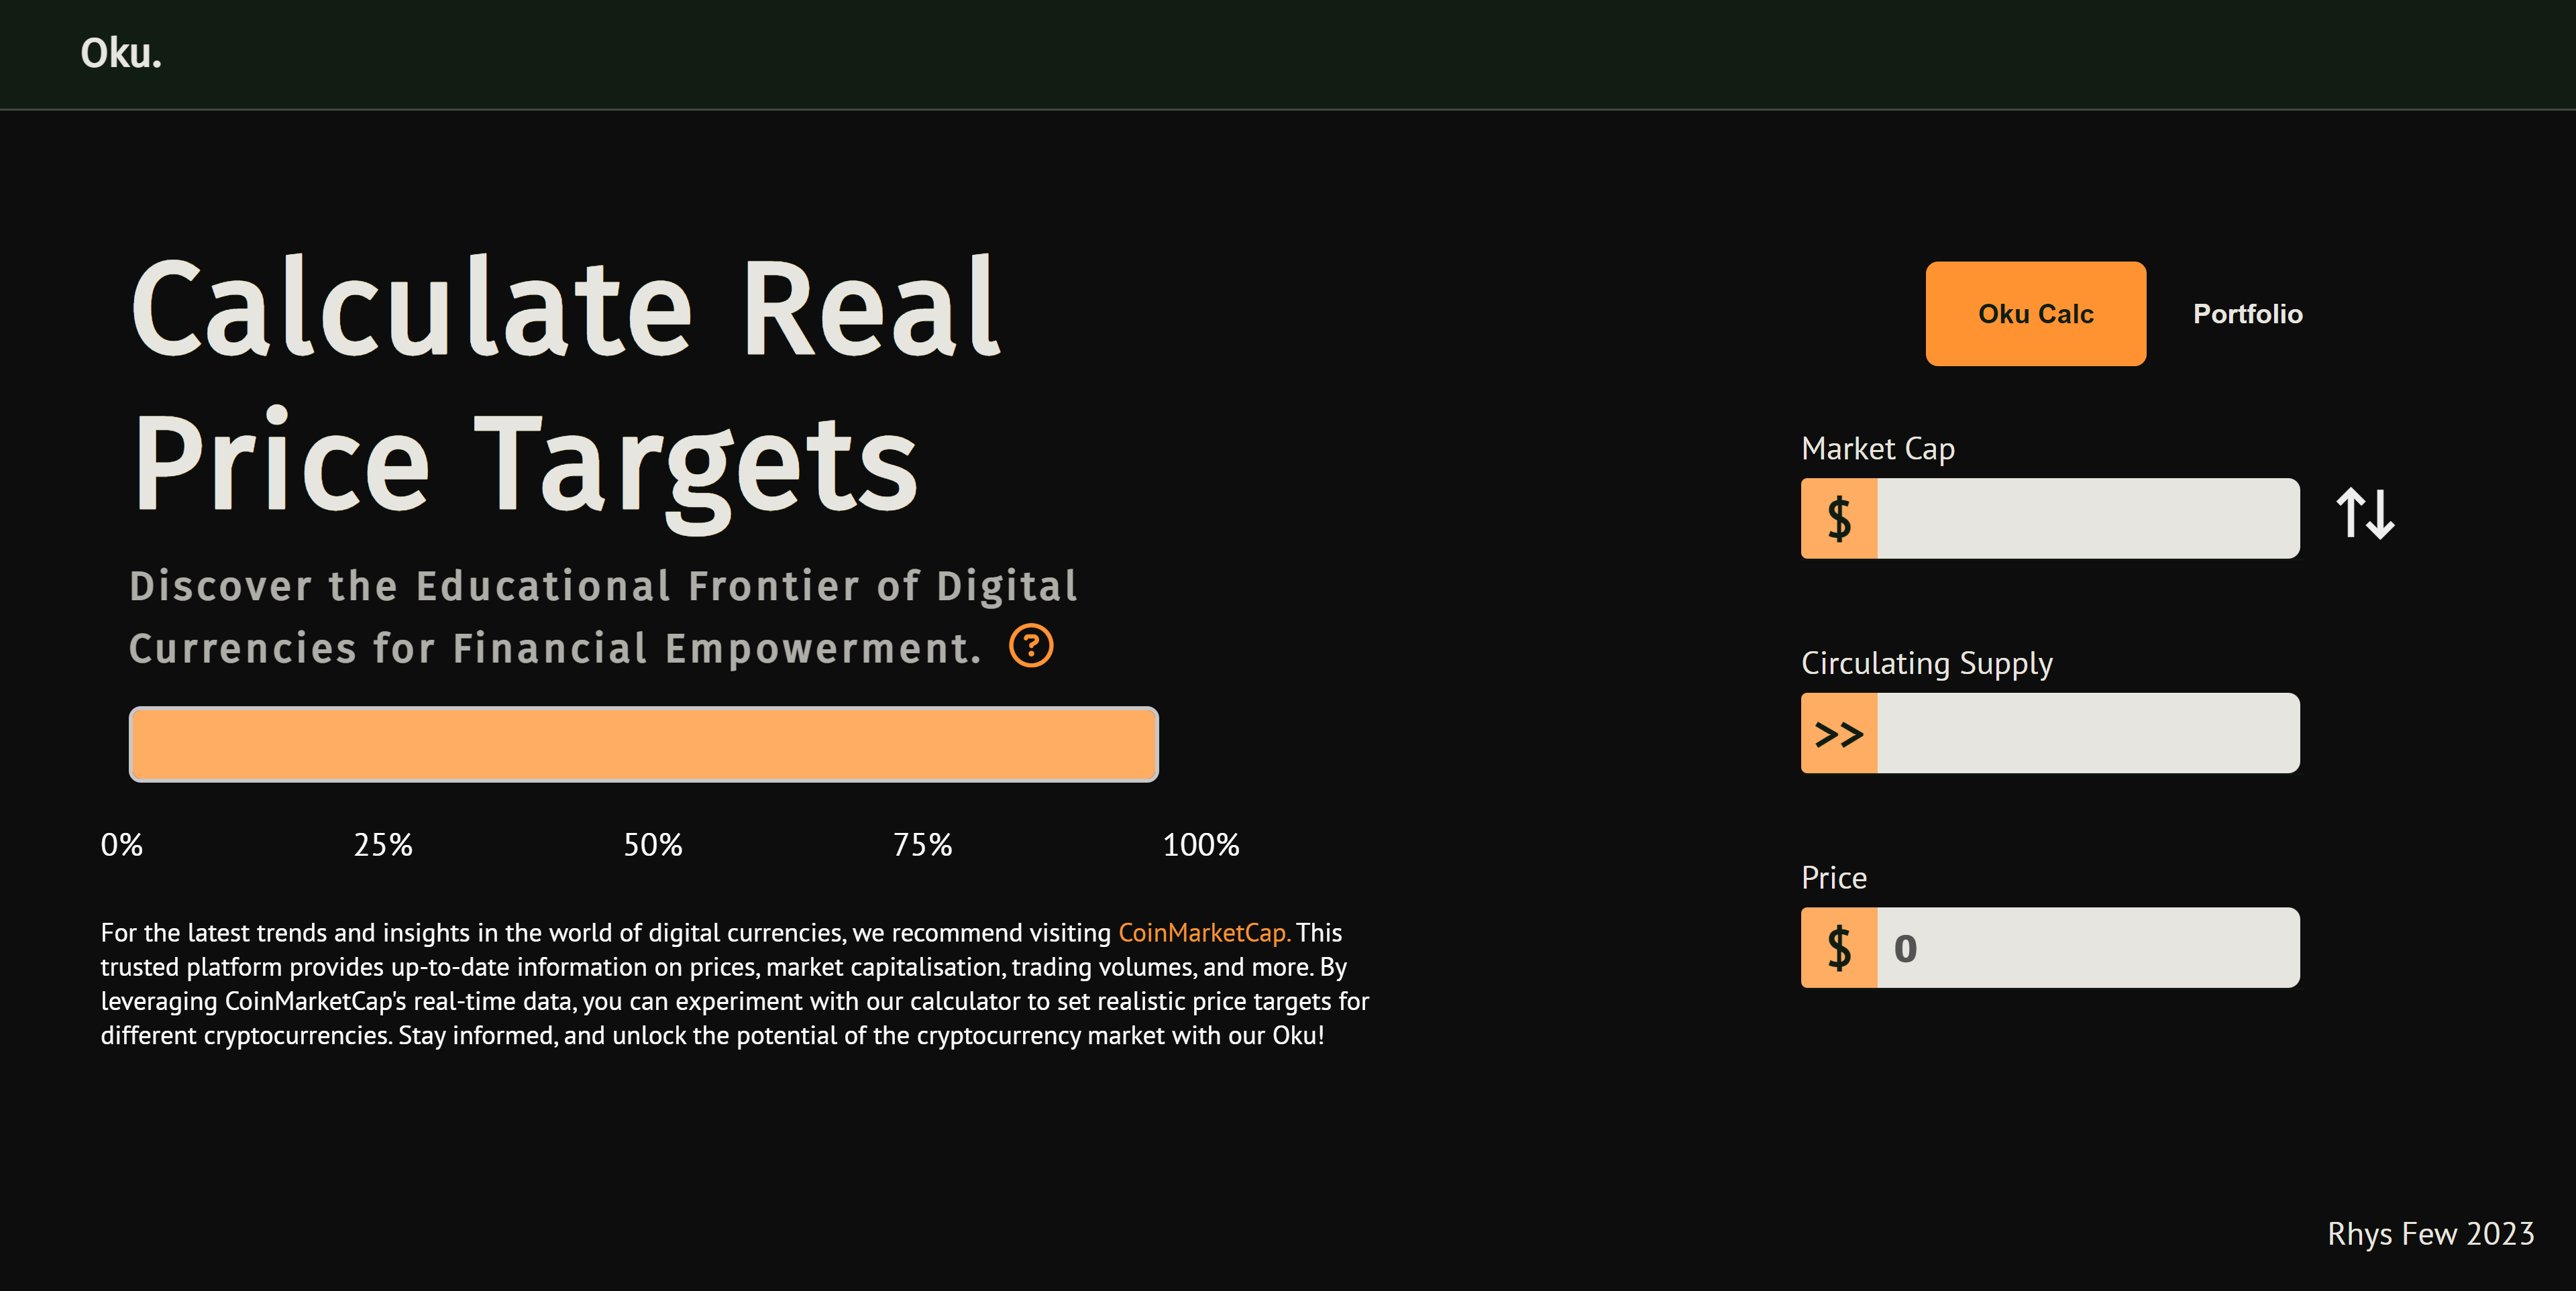 Oku.
Calculate Real
Price Targets
Discover the Educational Frontier of Digital
Currencies for Financial Empowerment. ?
0% 25% 50% 75% 100%
For the latest trends and insights in the world of digital currencies, we recommend visiting CoinMarketCap. This
trusted platform provides up-to-date information on prices, market capitalisation, trading volumes, and more. By
leveraging CoinMarketCap's real-time data, you can experiment with our calculator to set realistic price targets for
different cryptocurrencies. Stay informed, and unlock the potential of the cryptocurrency market with our Oku!
Oku Calc Portfolio
Market Cap
$
Circulating Supply
>>
Price
$ 0
Rhys Few 2023